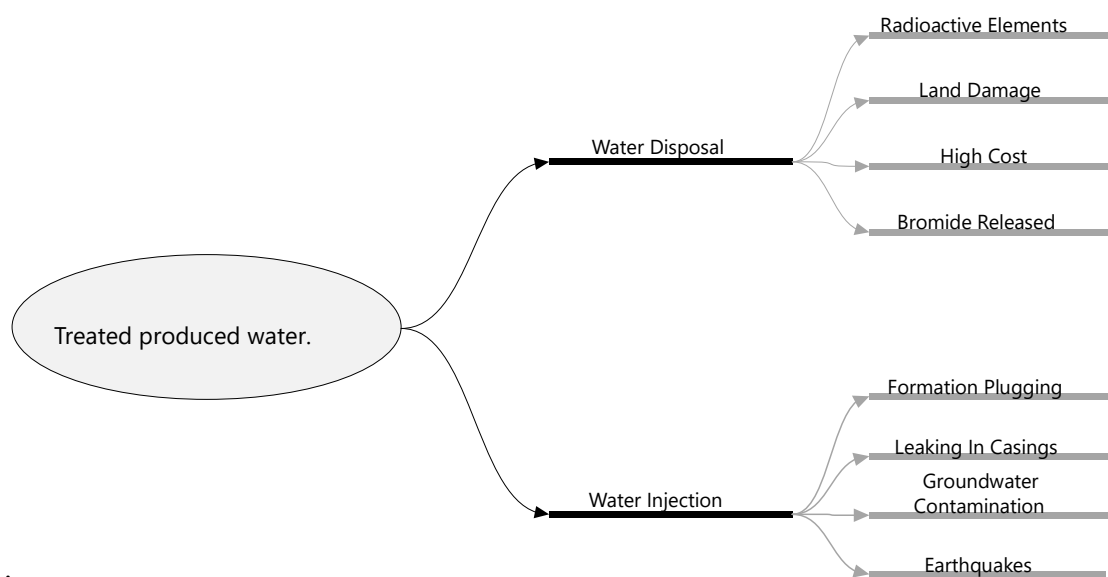 Treated produced water.
Water Disposal
Radioactive Elements
Land Damage
High Cost
Bromide Released
Water Injection
Formation Plugging
Leaking In Casings
Groundwater
Contamination
Earthquakes
.